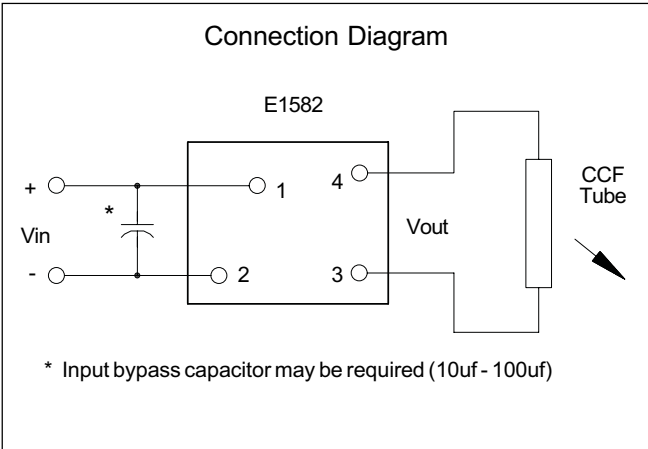 Connection Diagram
E1582
+
1
4
CCF
Tube
*
Vin
Vout
-
2
3
* Input bypass capacitor may be required (10uf - 100uf)